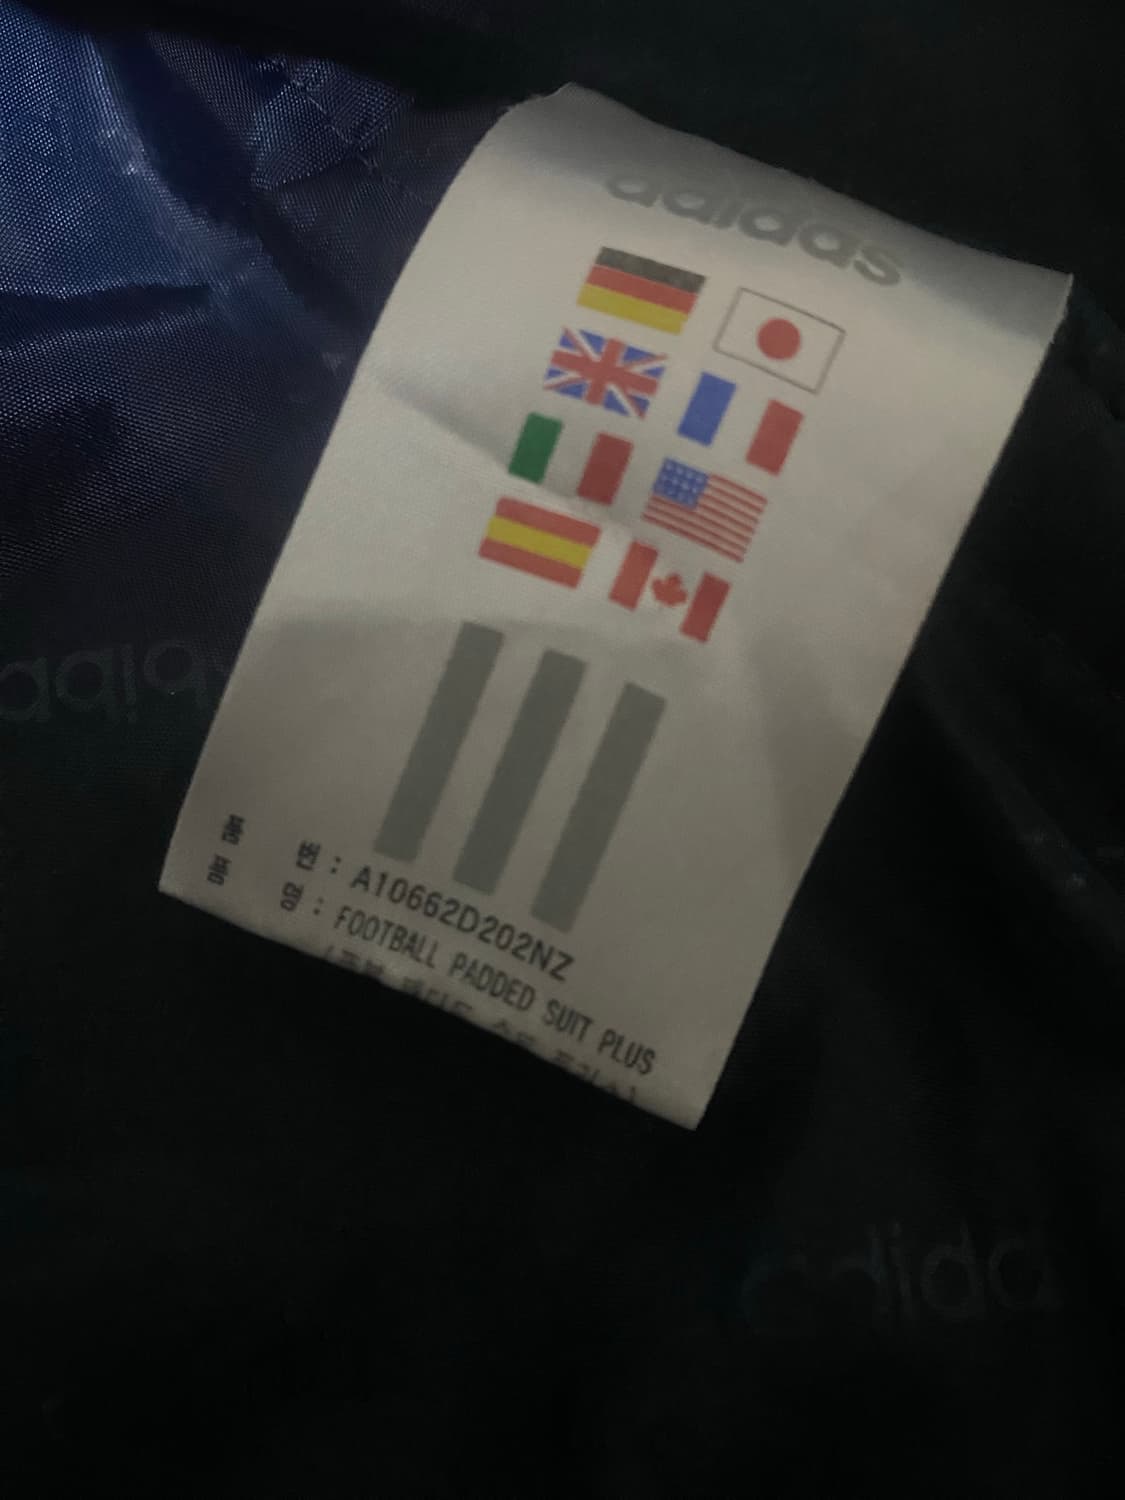 adidas
품 번 : A10662D202NZ
품 명 : FOOTBALL PADDED SUIT PLUS
adidas
adidas